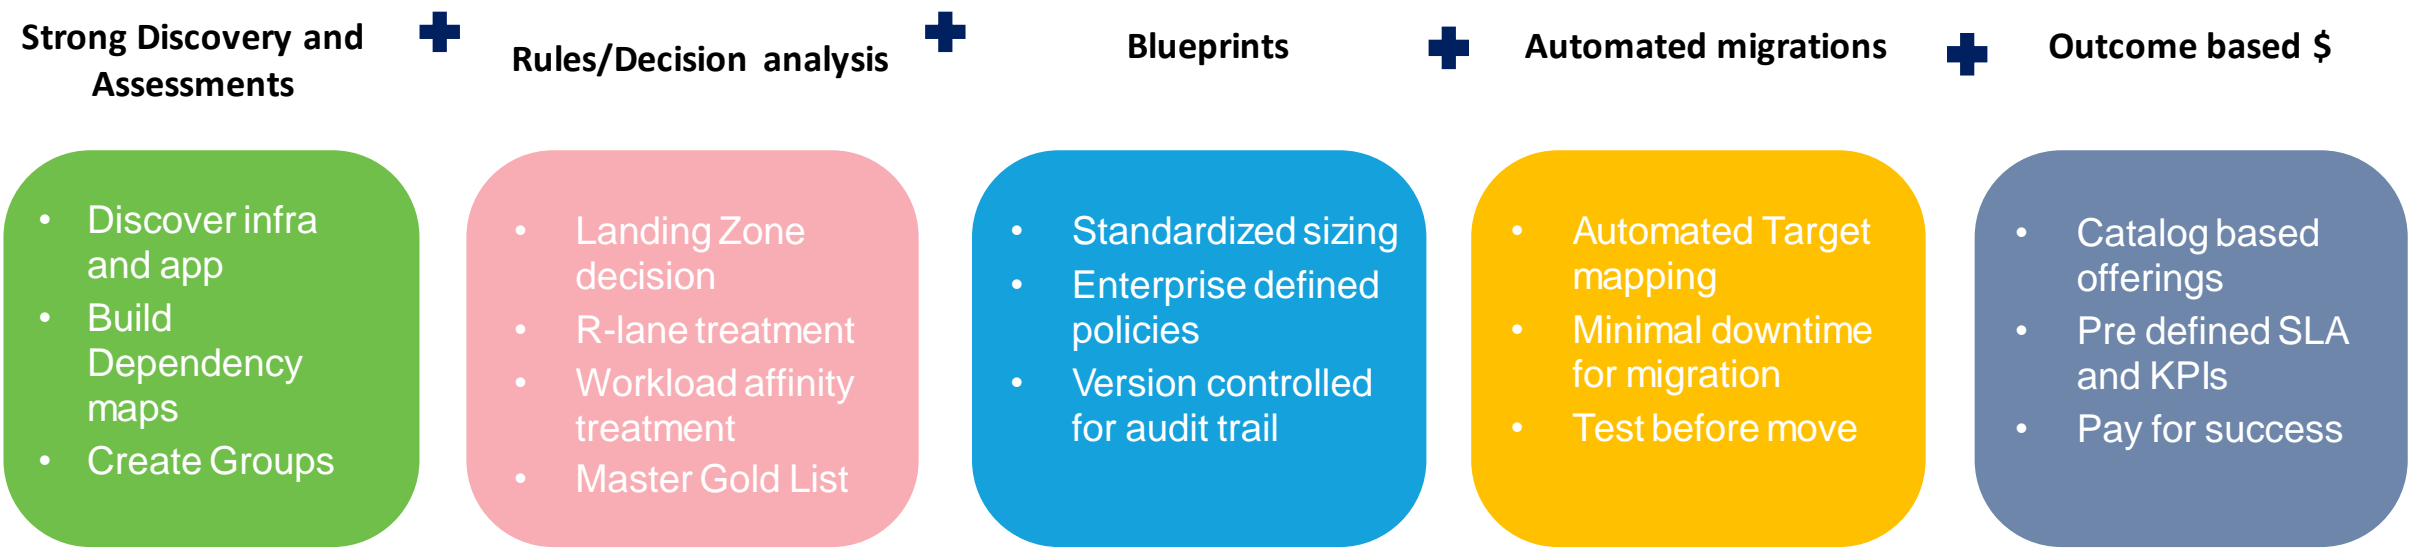 Strong Discovery and
Assessments
Rules/Decision analysis
Blueprints
Automated migrations
Outcome based $
• Discover infra
and app
• Build
Dependency
maps
• Create Groups
• Landing Zone
decision
• R-lane treatment
• Workload affinity
treatment
• Master Gold List
• Standardized sizing
• Enterprise defined
policies
• Version controlled
for audit trail
• Automated Target
mapping
• Minimal downtime
for migration
• Test before move
• Catalog based
offerings
• Pre defined SLA
and KPIs
• Pay for success